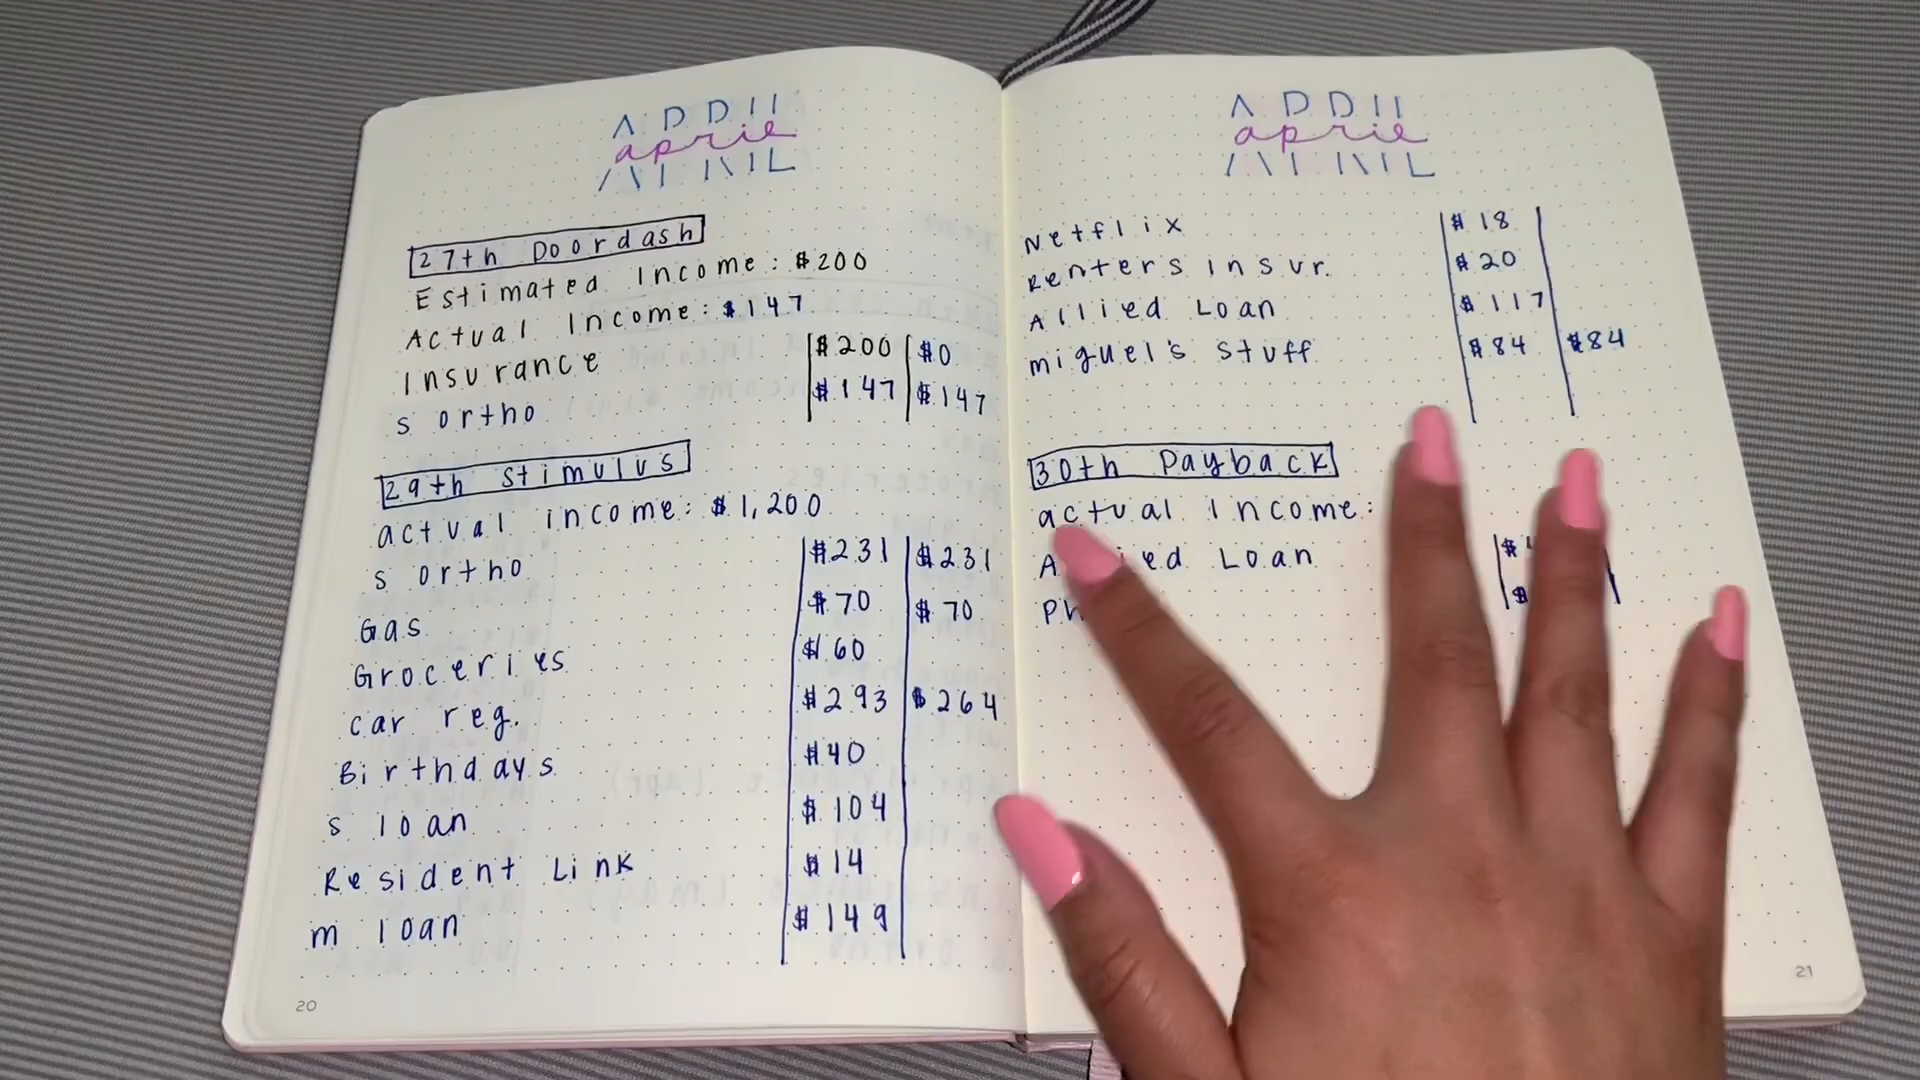 april
27th Doordash
Estimated Income: $200
Actual Income: $147
Insurance $200 $0
s ortho $147 $147
29th Stimulus
actual income: $1,200
s ortho $231 $231
Gas $70 $70
Groceries $60
car reg. $293 $264
Birthdays $40
s loan $104
Resident Link $14
m loan $149
20
april
Netflix $18
Renters insur. $20
Allied Loan $117
miguel's stuff $84 $84
30th Payback
actual Income:
Loan
21